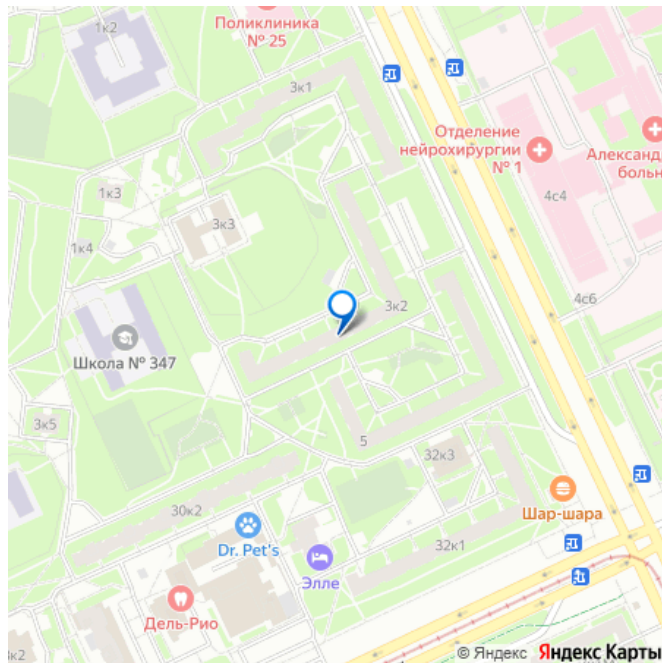 Поликлиника
№ 25
1к2
3к1
Отделение
нейрохирургии
№ 1
Александ
больн
4с4
1к3
3к3
1к4
4с6
3к2
Школа № 347
3к5
5
32к3
30к2
Шар-шара
Dr. Pet's
32к1
Элле
Дель-Рио
к2
© Яндекс Яндекс Карты